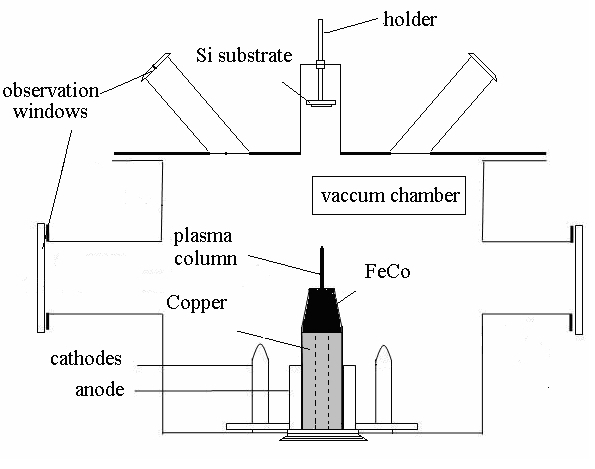 holder
Si substrate
observation
windows
vaccum chamber
plasma
column
FeCo
Copper
cathodes
anode